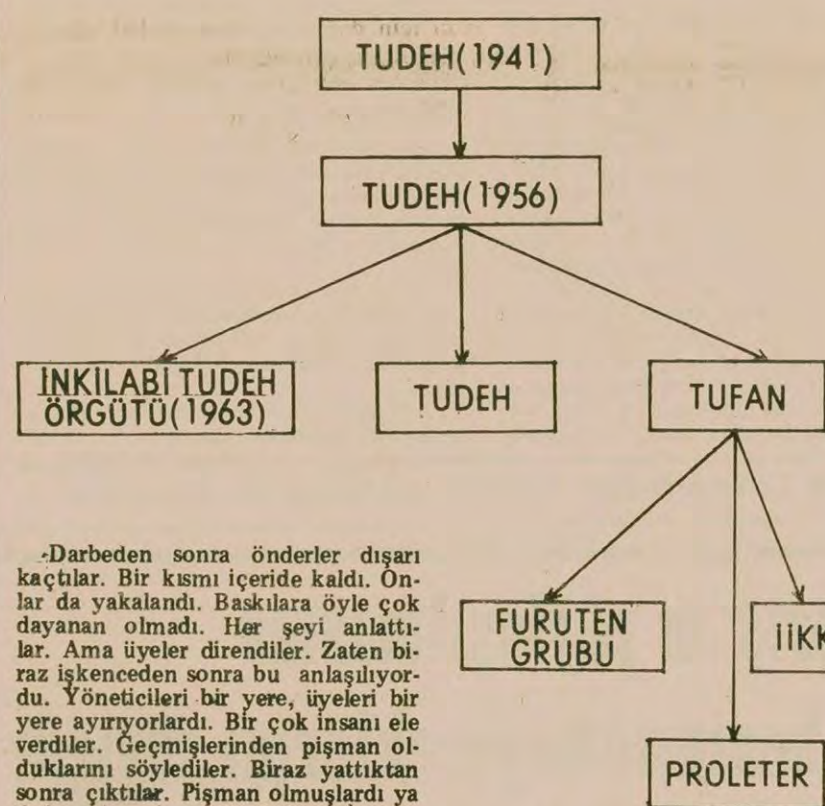 TUDEH(1941)
TUDEH(1956)
İNKILABİ TUDEH
ÖRGÜTÜ(1963)
TUDEH
TUFAN
FURUTEN
GRUBU
PROLETER
-Darbeden sonra önderler dışarı
kaçtılar. Bir kısmı içeride kaldı. On-
lar da yakalandı. Baskılara öyle çok
dayanan olmadı. Her şeyi anlattı-
lar. Ama üyeler direndiler. Zaten bi-
raz işkenceden sonra bu anlaşılıyor-
du. Yöneticileri bir yere, üyeleri bir
yere ayırıyorlardı. Bir çok insanı ele
verdiler. Geçmişlerinden pişman ol-
duklarını söylediler. Biraz yattıktan
sonra çıktılar. Pişman olmuşlardı ya